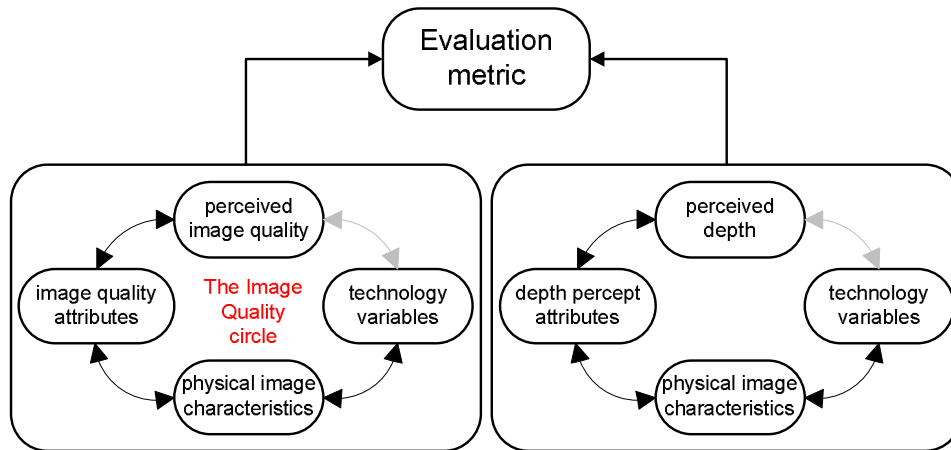 Evaluation
metric
perceived
image quality
image quality
attributes
The Image
Quality
circle
technology
variables
physical image
characteristics
perceived
depth
depth percept
attributes
technology
variables
physical image
characteristics